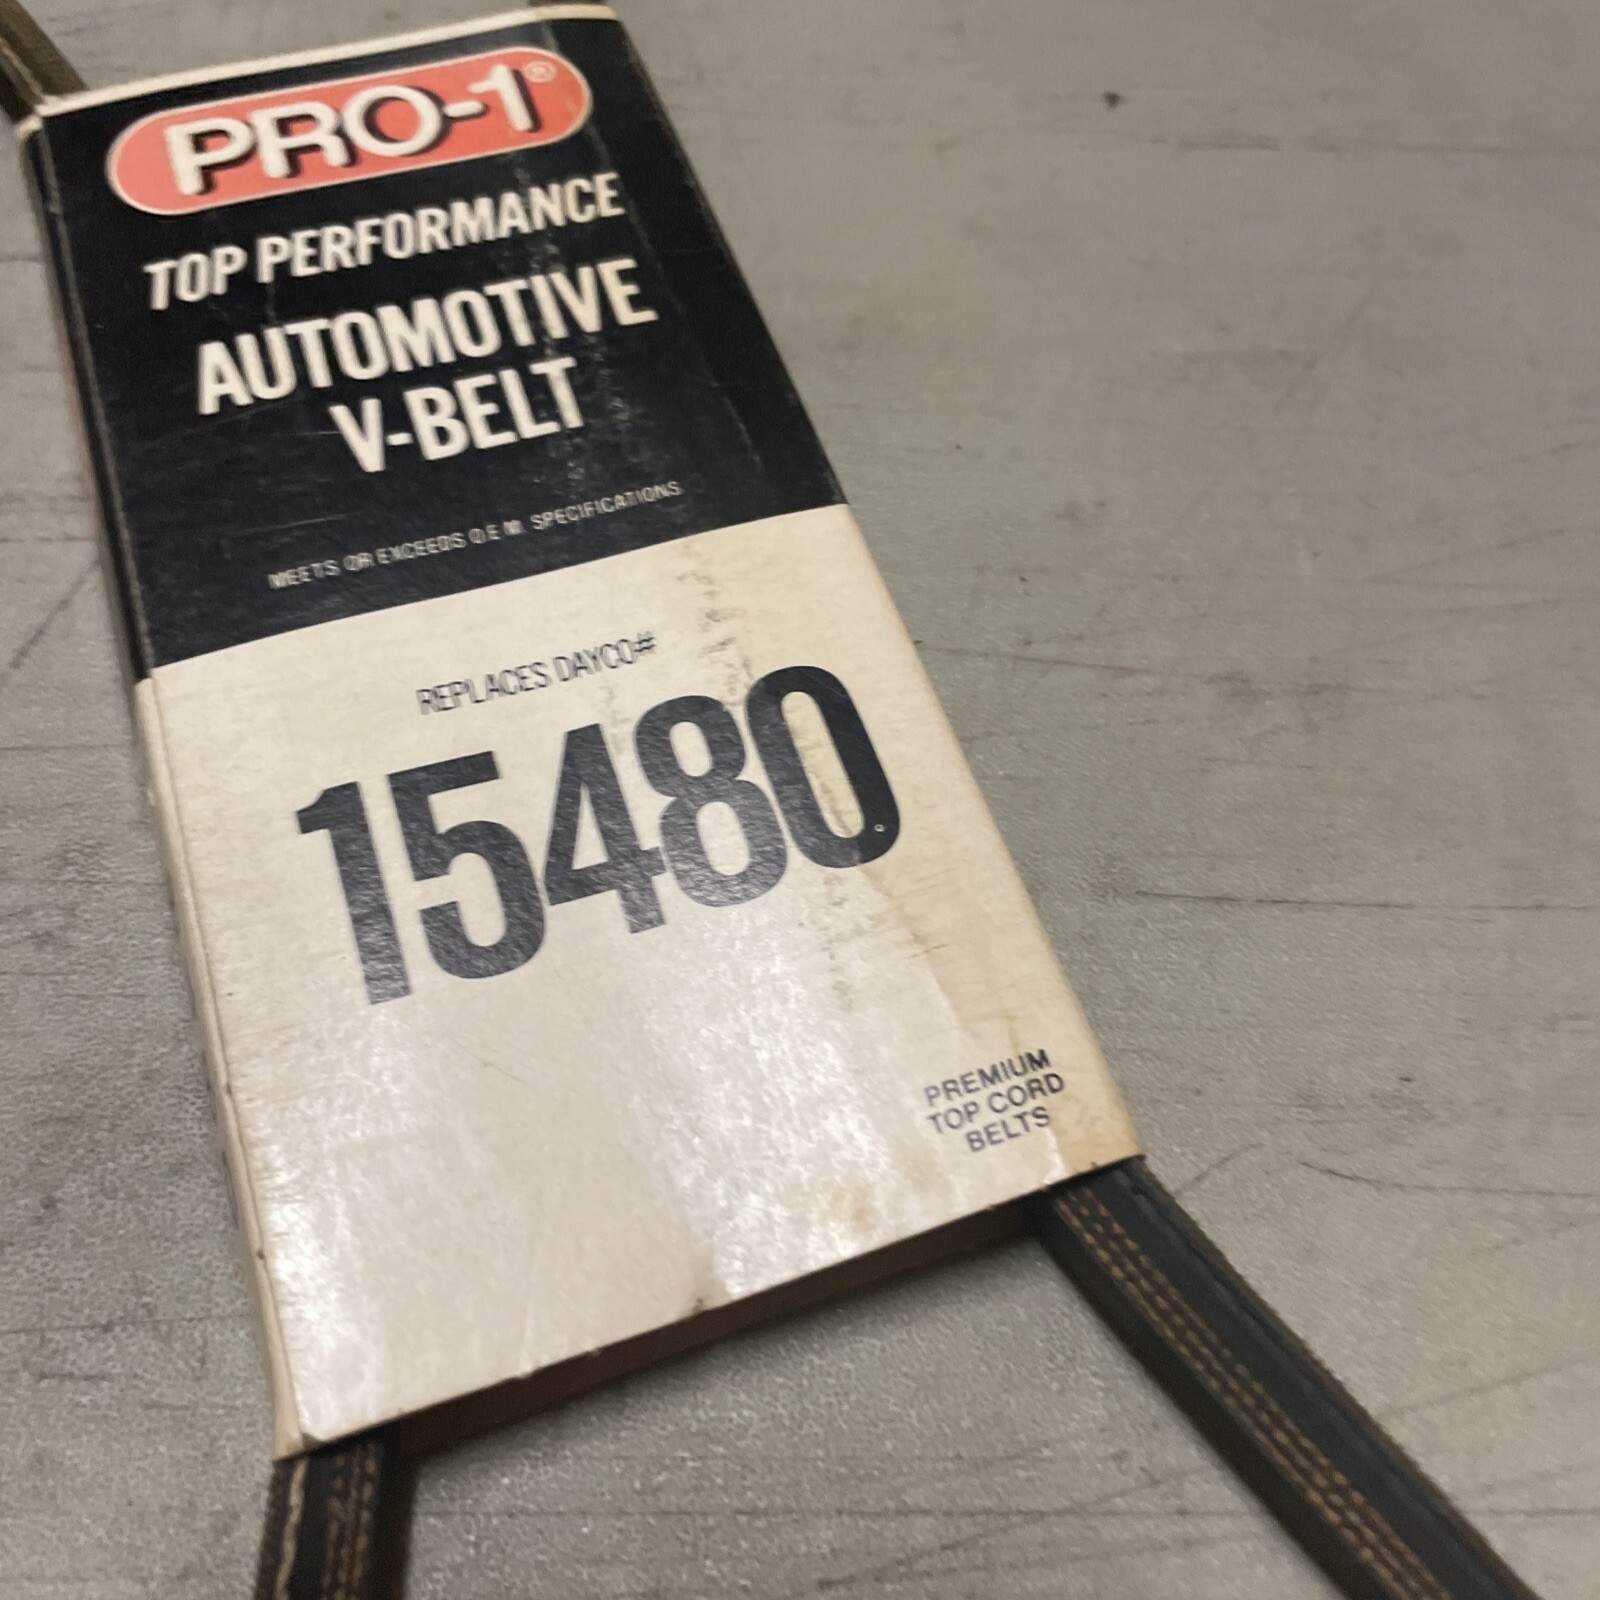 PRO-1®
TOP PERFORMANCE
AUTOMOTIVE
V-BELT
MEETS OR EXCEEDS O.E.M. SPECIFICATIONS
REPLACES DAYCO#
15480
PREMIUM
TOP CORD
BELTS